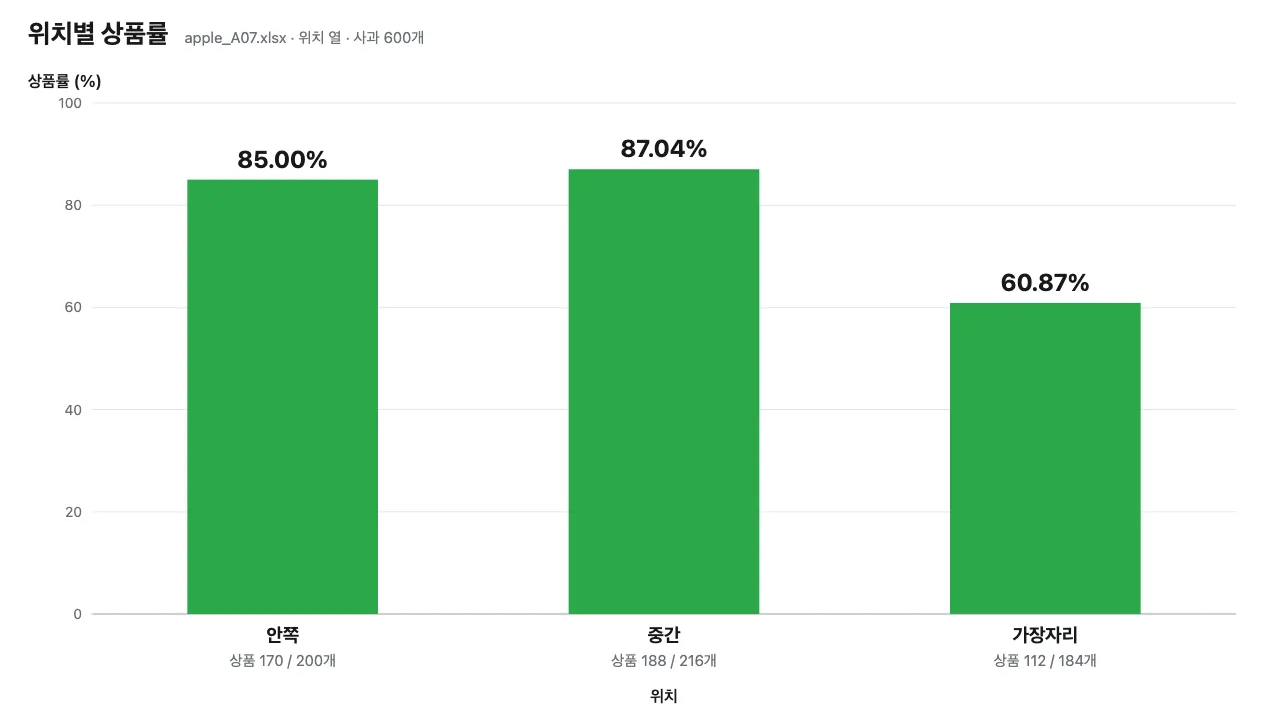 위치별 상품률 apple_A07.xlsx · 위치 열 · 사과 600개
상품률 (%)
100
80
60
40
20
0
85.00%
87.04%
60.87%
안쪽
상품 170 / 200개
중간
상품 188 / 216개
가장자리
상품 112 / 184개
위치